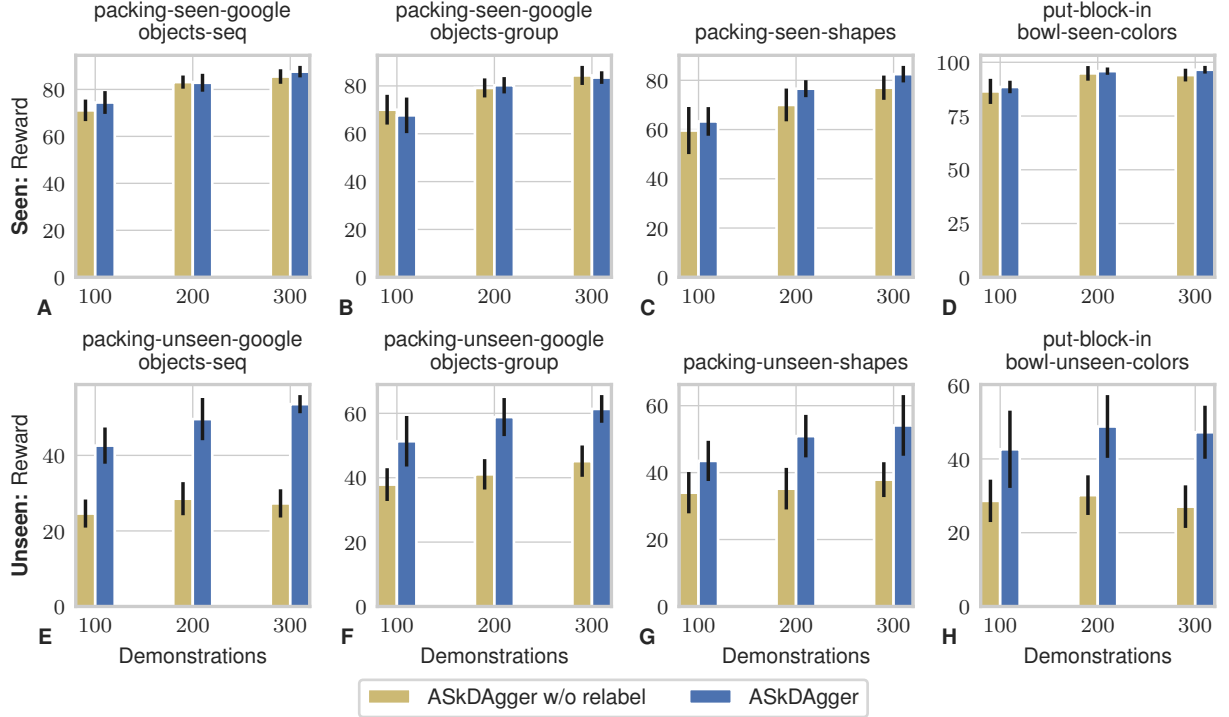 packing-seen-google
objects-seq
packing-seen-google
objects-group
packing-seen-shapes
put-block-in
bowl-seen-colors
Seen: Reward
80
60
40
20
0
100 200 300
A
80
60
40
20
0
100 200 300
B
80
60
40
20
0
100 200 300
C
100
75
50
25
0
100 200 300
D
packing-unseen-google
objects-seq
packing-unseen-google
objects-group
packing-unseen-shapes
put-block-in
bowl-unseen-colors
Unseen: Reward
40
20
0
100 200 300
E
Demonstrations
60
40
20
0
100 200 300
F
Demonstrations
60
40
20
0
100 200 300
G
Demonstrations
60
40
20
0
100 200 300
H
Demonstrations
ASkDAgger w/o relabel
ASkDAgger